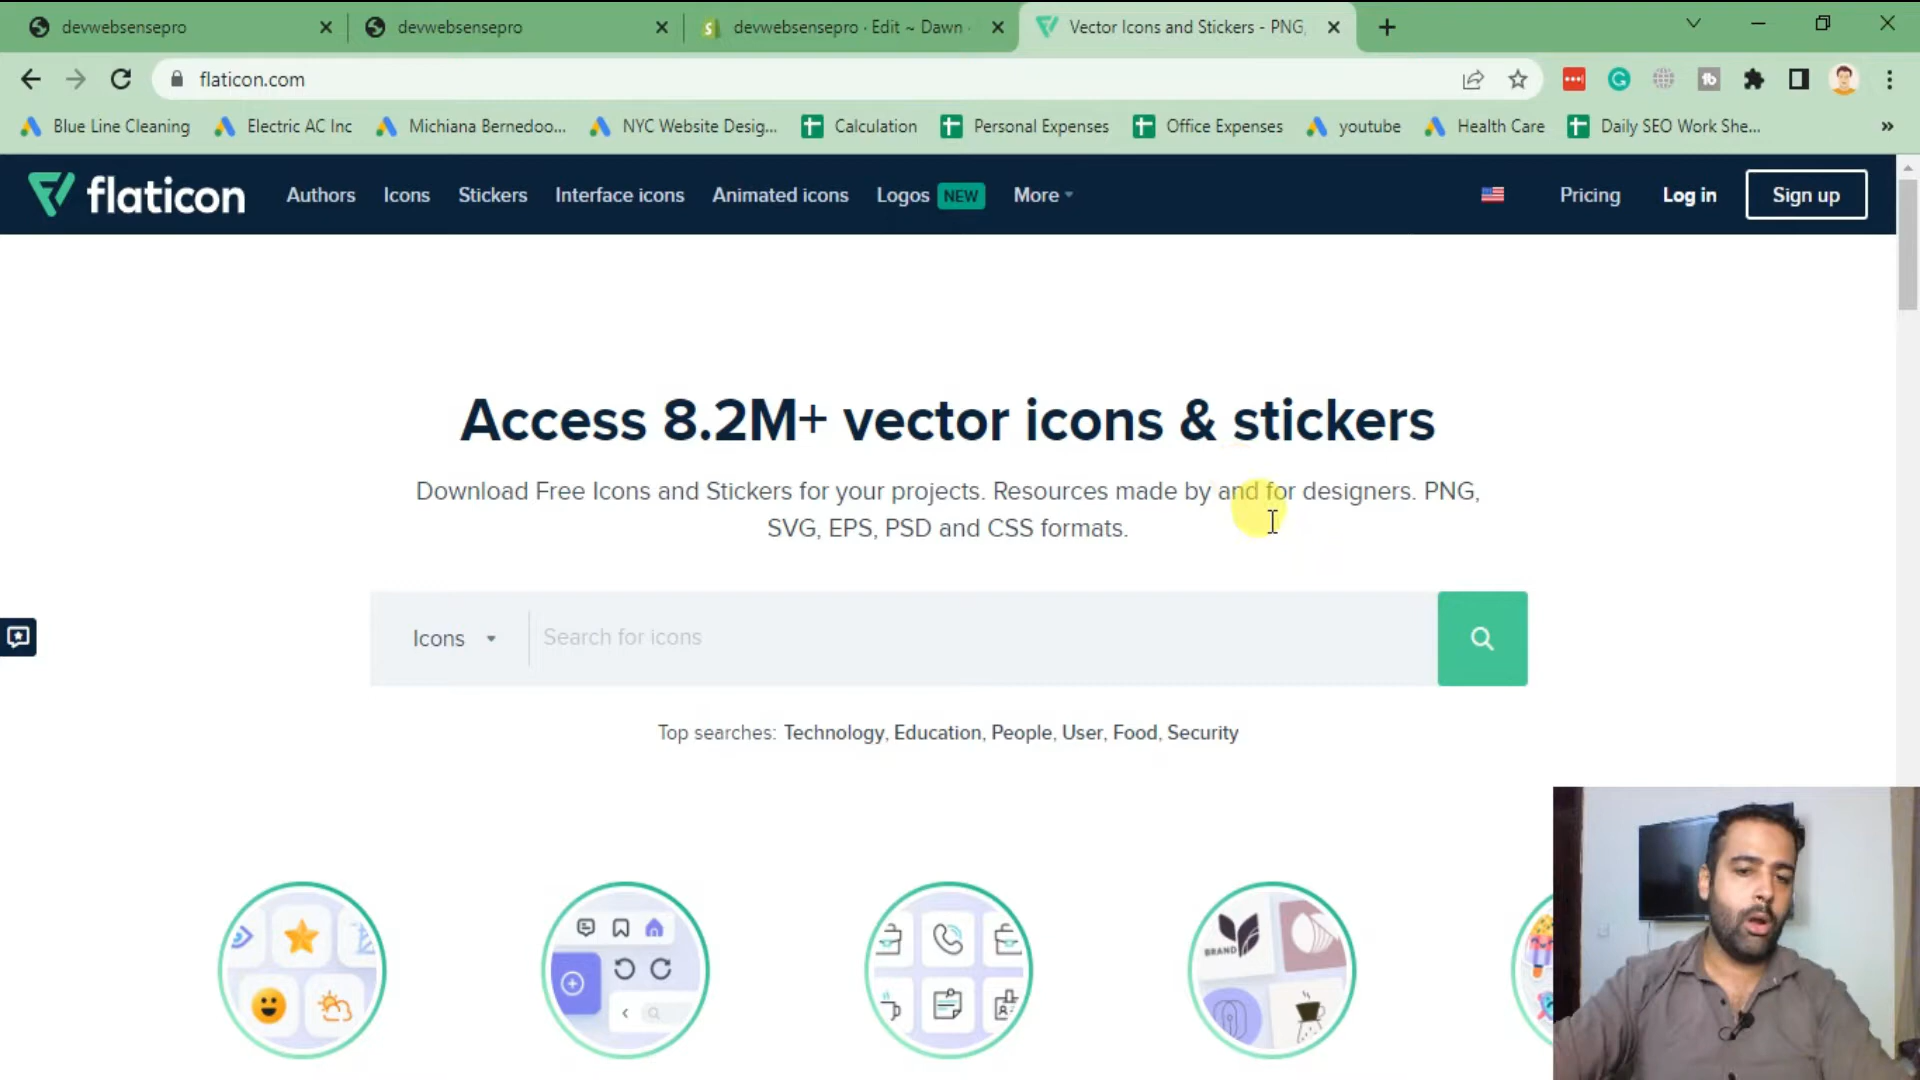 devwebsensepro
devwebsensepro
devwebsensepro · Edit ~ Dawn ·
Vector Icons and Stickers - PNG,
flaticon.com
Blue Line Cleaning
Electric AC Inc
Michiana Bernedoo...
NYC Website Desig...
Calculation
Personal Expenses
Office Expenses
youtube
Health Care
Daily SEO Work She...
»
flaticon
Authors
Icons
Stickers
Interface icons
Animated icons
Logos NEW
More
Pricing
Log in
Sign up
Access 8.2M+ vector icons & stickers
Download Free Icons and Stickers for your projects. Resources made by and for designers. PNG,
SVG, EPS, PSD and CSS formats.
Icons
Search for icons
Top searches: Technology, Education, People, User, Food, Security
BRAND